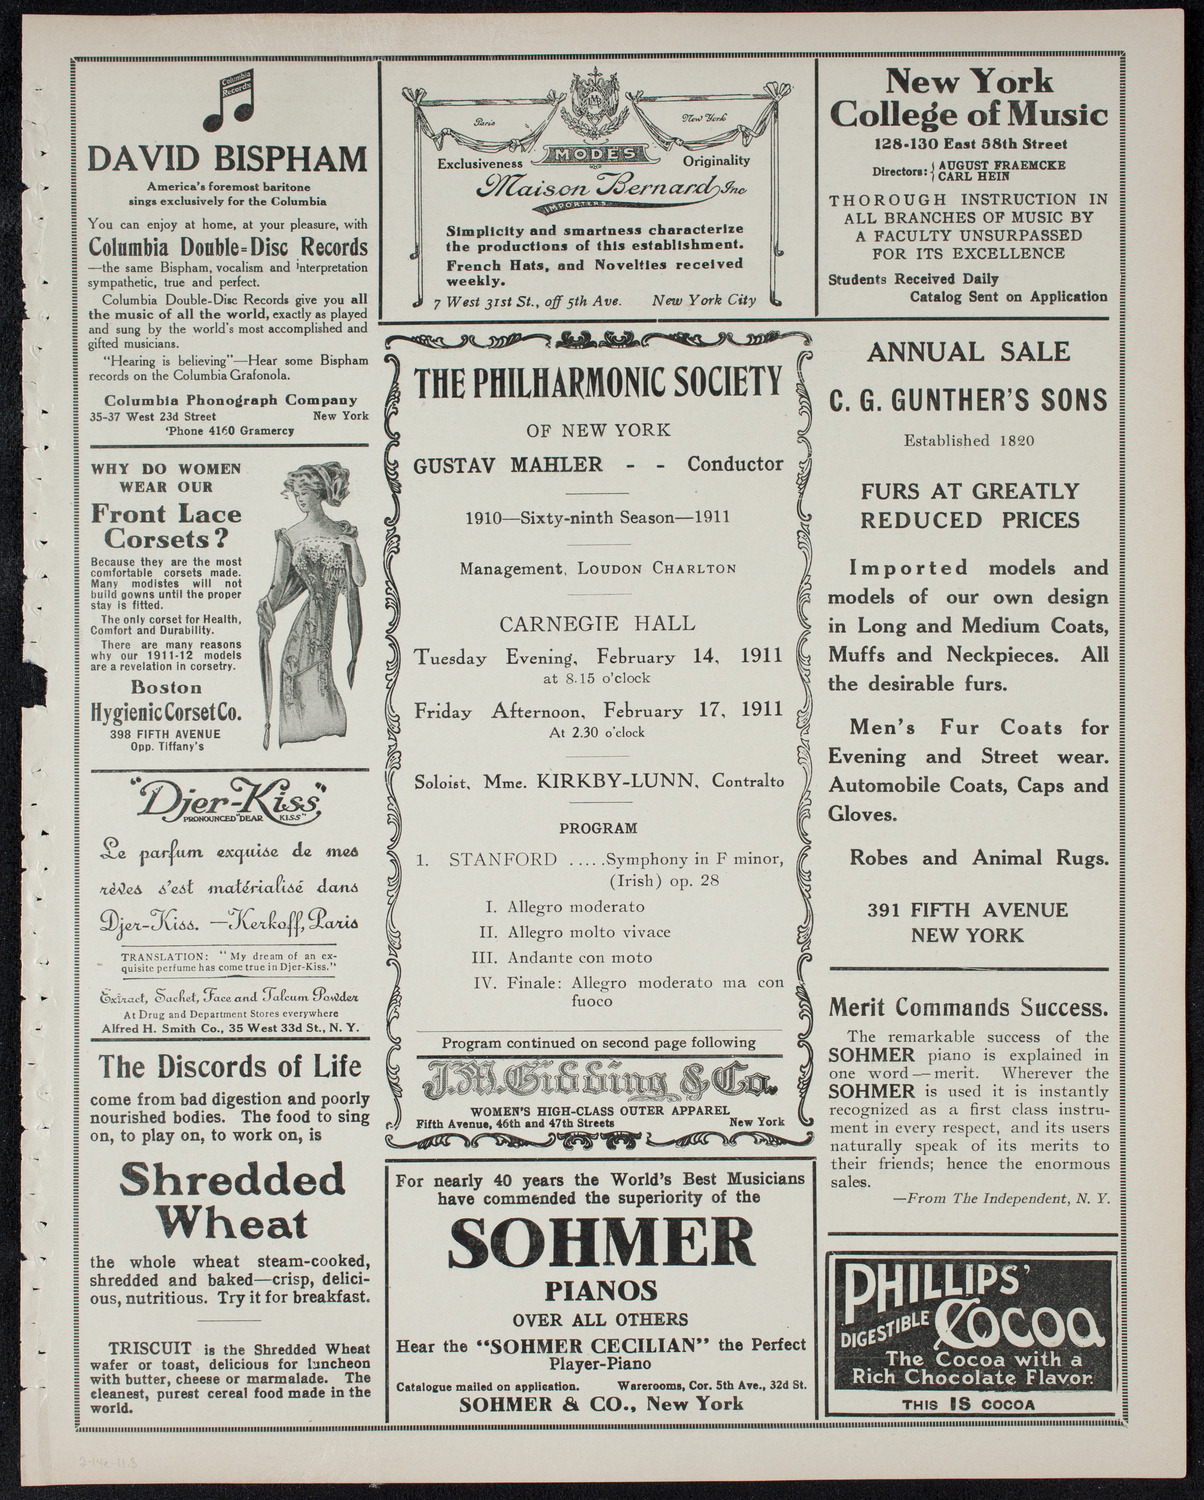 Columbia
Records
DAVID BISPHAM
America's foremost baritone
sings exclusively for the Columbia
You can enjoy at home, at your pleasure, with
Columbia Double=Disc Records
—the same Bispham, vocalism and interpretation
sympathetic, true and perfect.
Columbia Double-Disc Records give you all
the music of all the world, exactly as played
and sung by the world's most accomplished and
gifted musicians.
"Hearing is believing"—Hear some Bispham
records on the Columbia Grafonola.
Columbia Phonograph Company
35-37 West 23d Street New York
'Phone 4160 Gramercy
WHY DO WOMEN
WEAR OUR
Front Lace
Corsets?
Because they are the most
comfortable corsets made.
Many modistes will not
build gowns until the proper
stay is fitted.
The only corset for Health,
Comfort and Durability.
There are many reasons
why our 1911-12 models
are a revelation in corsetry.
Boston
Hygienic Corset Co.
398 FIFTH AVENUE
Opp. Tiffany's
"Djer-Kiss"
PRONOUNCED "DEAR KISS"
Le parfum exquise de mes
rêves s'est matérialisé dans
Djer-Kiss. —Kerkoff, Paris
TRANSLATION: "My dream of an ex-
quisite perfume has come true in Djer-Kiss."
Extract, Sachet, Face and Talcum Powder
At Drug and Department Stores everywhere
Alfred H. Smith Co., 35 West 33d St., N. Y.
The Discords of Life
come from bad digestion and poorly
nourished bodies. The food to sing
on, to play on, to work on, is
Shredded
Wheat
the whole wheat steam-cooked,
shredded and baked—crisp, delici-
ous, nutritious. Try it for breakfast.
TRISCUIT is the Shredded Wheat
wafer or toast, delicious for luncheon
with butter, cheese or marmalade. The
cleanest, purest cereal food made in the
world.
Paris New York
Exclusiveness MODES Originality
Maison Bernard Inc
IMPORTERS
Simplicity and smartness characterize
the productions of this establishment.
French Hats, and Novelties received
weekly.
7 West 31st St., off 5th Ave. New York City
THE PHILHARMONIC SOCIETY
OF NEW YORK
GUSTAV MAHLER - - Conductor
1910—Sixty-ninth Season—1911
Management, LOUDON CHARLTON
CARNEGIE HALL
Tuesday Evening, February 14, 1911
at 8.15 o'clock
Friday Afternoon, February 17, 1911
At 2.30 o'clock
Soloist, Mme. KIRKBY-LUNN, Contralto
PROGRAM
1. STANFORD .....Symphony in F minor,
(Irish) op. 28
I. Allegro moderato
II. Allegro molto vivace
III. Andante con moto
IV. Finale: Allegro moderato ma con
fuoco
Program continued on second page following
J.M. Gidding & Co.
WOMEN'S HIGH-CLASS OUTER APPAREL
Fifth Avenue, 46th and 47th Streets New York
For nearly 40 years the World's Best Musicians
have commended the superiority of the
SOHMER
PIANOS
OVER ALL OTHERS
Hear the "SOHMER CECILIAN" the Perfect
Player-Piano
Catalogue mailed on application. Warerooms, Cor. 5th Ave., 32d St.
SOHMER & CO., New York
New York
College of Music
128-130 East 58th Street
Directors: { AUGUST FRAEMCKE
CARL HEIN
THOROUGH INSTRUCTION IN
ALL BRANCHES OF MUSIC BY
A FACULTY UNSURPASSED
FOR ITS EXCELLENCE
Students Received Daily
Catalog Sent on Application
ANNUAL SALE
C. G. GUNTHER'S SONS
Established 1820
FURS AT GREATLY
REDUCED PRICES
Imported models and
models of our own design
in Long and Medium Coats,
Muffs and Neckpieces. All
the desirable furs.
Men's Fur Coats for
Evening and Street wear.
Automobile Coats, Caps and
Gloves.
Robes and Animal Rugs.
391 FIFTH AVENUE
NEW YORK
Merit Commands Success.
The remarkable success of the
SOHMER piano is explained in
one word—merit. Wherever the
SOHMER is used it is instantly
recognized as a first class instru-
ment in every respect, and its users
naturally speak of its merits to
their friends; hence the enormous
sales.
—From The Independent, N. Y.
PHILLIPS'
DIGESTIBLE COCOA
The Cocoa with a
Rich Chocolate Flavor.
THIS IS COCOA